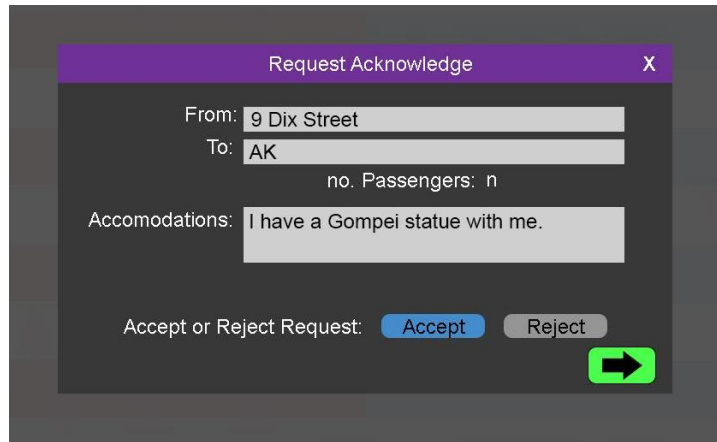 Request Acknowledge X
From: 9 Dix Street
To: AK
no. Passengers: n
Accomodations: I have a Gompei statue with me.
Accept or Reject Request: Accept Reject